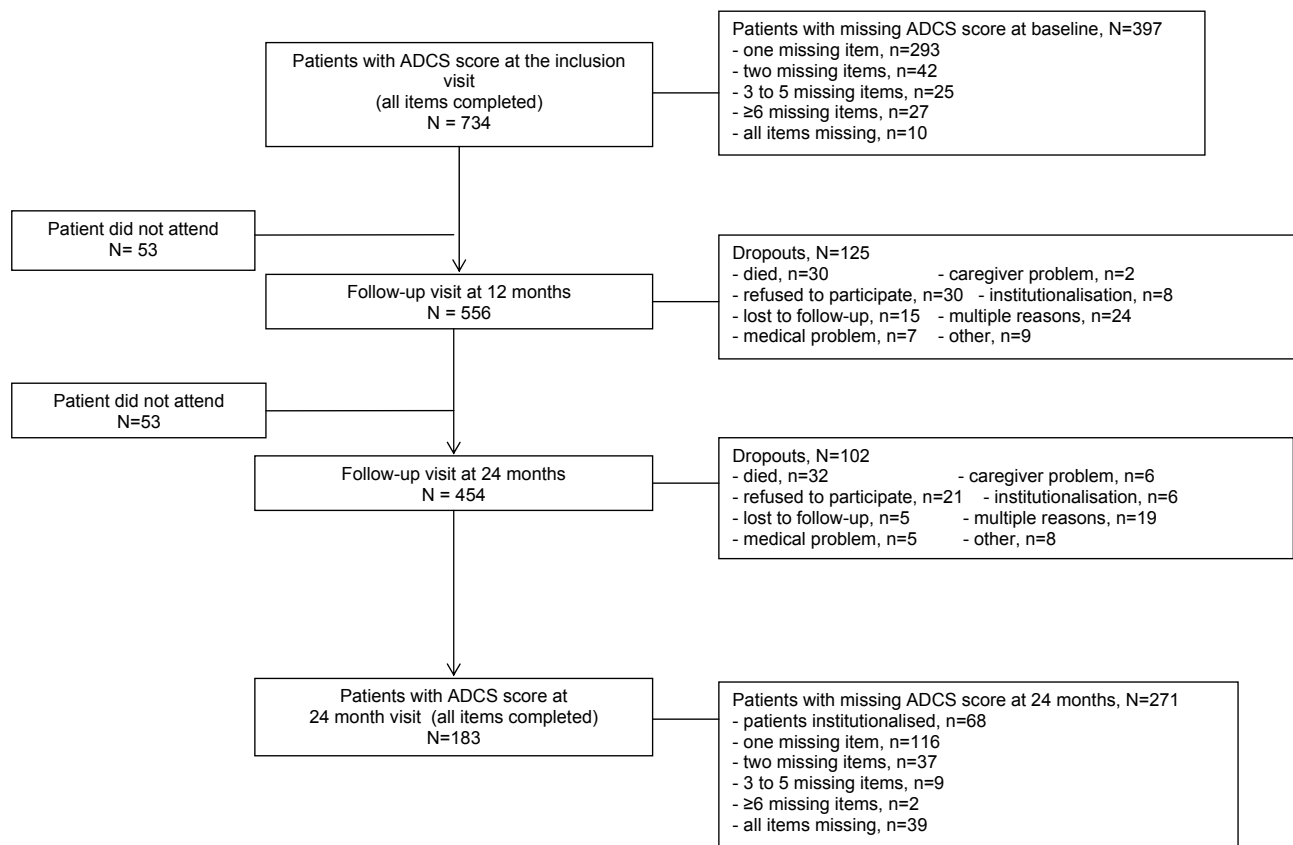 Patients with ADCS score at the inclusion
visit
(all items completed)
N = 734
Patients with missing ADCS score at baseline, N=397
- one missing item, n=293
- two missing items, n=42
- 3 to 5 missing items, n=25
- ≥6 missing items, n=27
- all items missing, n=10
Patient did not attend
N= 53
Follow-up visit at 12 months
N = 556
Dropouts, N=125
- died, n=30 - caregiver problem, n=2
- refused to participate, n=30 - institutionalisation, n=8
- lost to follow-up, n=15 - multiple reasons, n=24
- medical problem, n=7 - other, n=9
Patient did not attend
N=53
Follow-up visit at 24 months
N = 454
Dropouts, N=102
- died, n=32 - caregiver problem, n=6
- refused to participate, n=21 - institutionalisation, n=6
- lost to follow-up, n=5 - multiple reasons, n=19
- medical problem, n=5 - other, n=8
Patients with ADCS score at
24 month visit (all items completed)
N=183
Patients with missing ADCS score at 24 months, N=271
- patients institutionalised, n=68
- one missing item, n=116
- two missing items, n=37
- 3 to 5 missing items, n=9
- ≥6 missing items, n=2
- all items missing, n=39